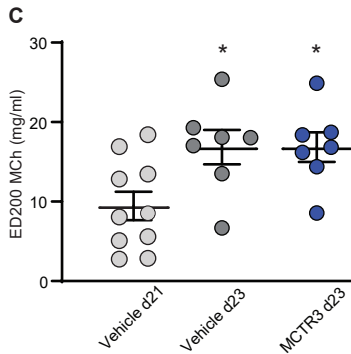 C
ED200 MCh (mg/ml)
30
20
10
0
* *
Vehicle d21
Vehicle d23
MCTR3 d23